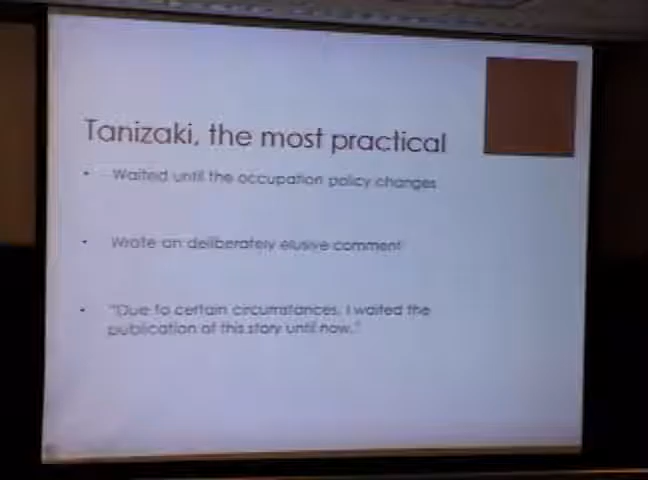 Tanizaki, the most practical
• Waited until the occupation policy changes
• Wrote an deliberately elusive comment
• "Due to certain circumstances, I waited the
publication of this story until now."